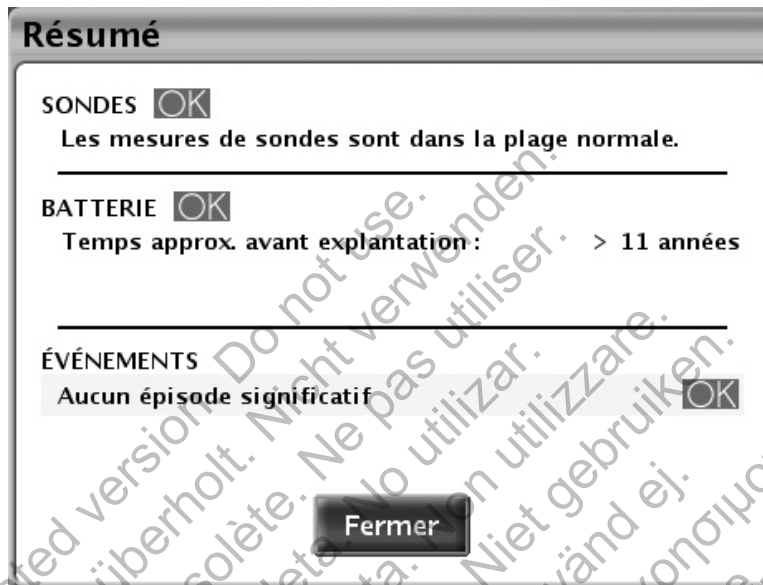 Résumé
SONDES OK
Les mesures de sondes sont dans la plage normale.
BATTERIE OK
Temps approx. avant explantation : > 11 années
ÉVÉNEMENTS
Aucun épisode significatif OK
Fermer
version. Do not use.
überholt. Nicht verwenden.
Ne pas utiliser.
No utilizar.
Non utilizzare.
Niet gebruiken.